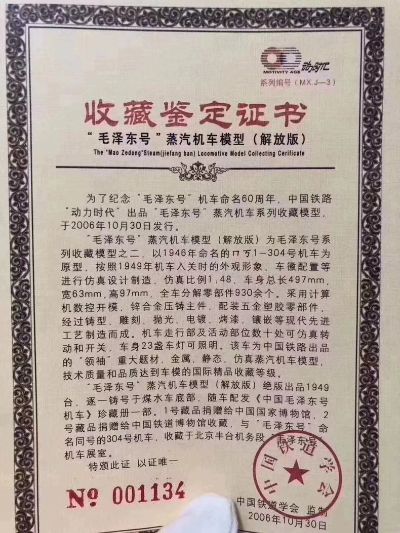 MOTIVITY AGE
系列编号（MXJ—3）
收藏鉴定证书
“毛泽东号”蒸汽机车模型（解放版）
The "Mao Zedong"Steam(jiefang ban) Locomotive Model Collecting Cerificate
为了纪念“毛泽东号”机车命名60周年，中国铁路
“动力时代”出品“毛泽东号”蒸汽机车系列收藏模型，
于2006年10月30日发行。
“毛泽东号”蒸汽机车模型（解放版）为毛泽东号
系列收藏模型之二，以1946年命名的ㄇㄎ1—304号机车为
原型，按照1949年机车入关时的外观形象、车徽配置等
进行仿真设计制造，仿真比例1:48，车身总长497mm，
宽63mm，高97mm，全车分解零部件930余个。采用计算
机数控开模，锌合金压铸主件，配装五金塑胶零部件，
经过铸型、雕刻、抛光、电镀、烤漆、镶嵌等现代先进
工艺制造而成。机车走行部及活动部位数十处可仿真转
动和开关，车身23盏车灯可照明。该车为中国铁路出品
的“领袖”重大题材、金属、静态、仿真蒸汽机车模型，
技术质量和品质达到车模的国际精品收藏等级。
“毛泽东号”蒸汽机车模型（解放版）绝版出品1949
台，逐一铸号于煤水车底部，随车配发《中国毛泽东号
机车》珍藏册一部。1号藏品捐赠给中国国家博物馆，2
号藏品捐赠给中国铁道博物馆收藏，与“毛泽东号”命
名同号的304号机车，收藏于北京丰台机务段“毛泽东号”
机车展室。
特颁此证 以证唯一
No 001134
中国铁道学会
中国铁道学会 监制
2006年10月30日